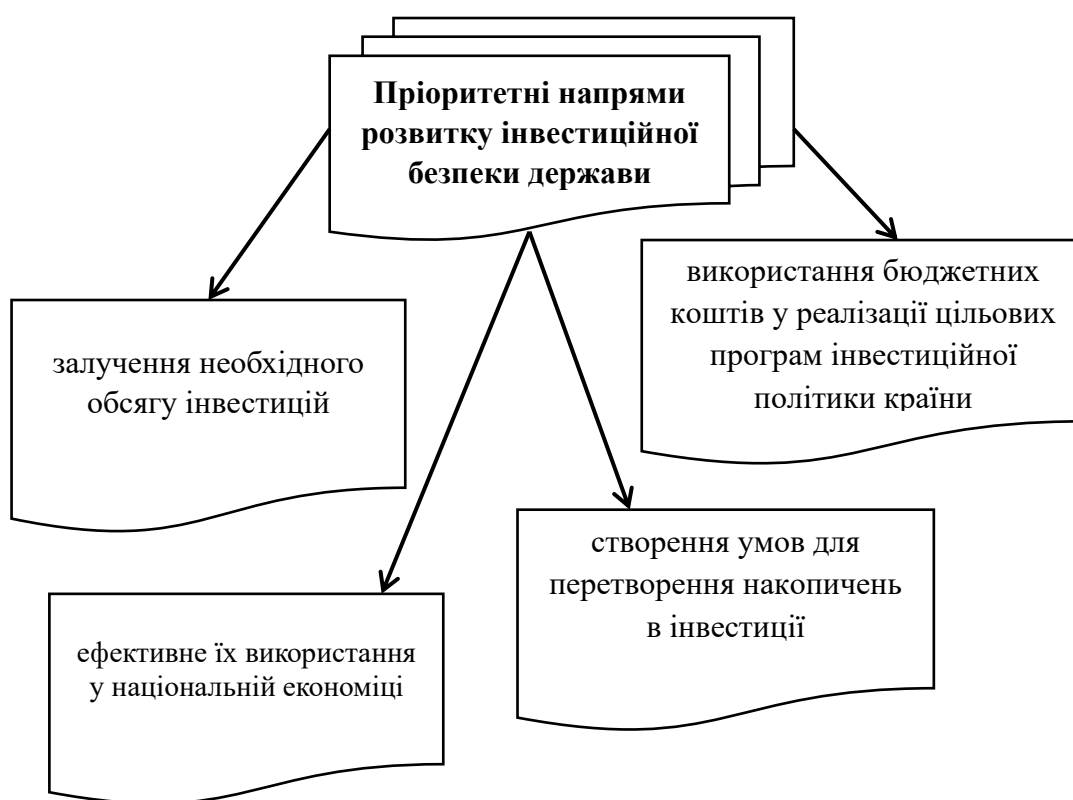 Пріоритетні напрями
розвитку інвестиційної
безпеки держави
залучення необхідного
обсягу інвестицій
використання бюджетних
коштів у реалізації цільових
програм інвестиційної
політики країни
ефективне їх використання
у національній економіці
створення умов для
перетворення накопичень
в інвестиції